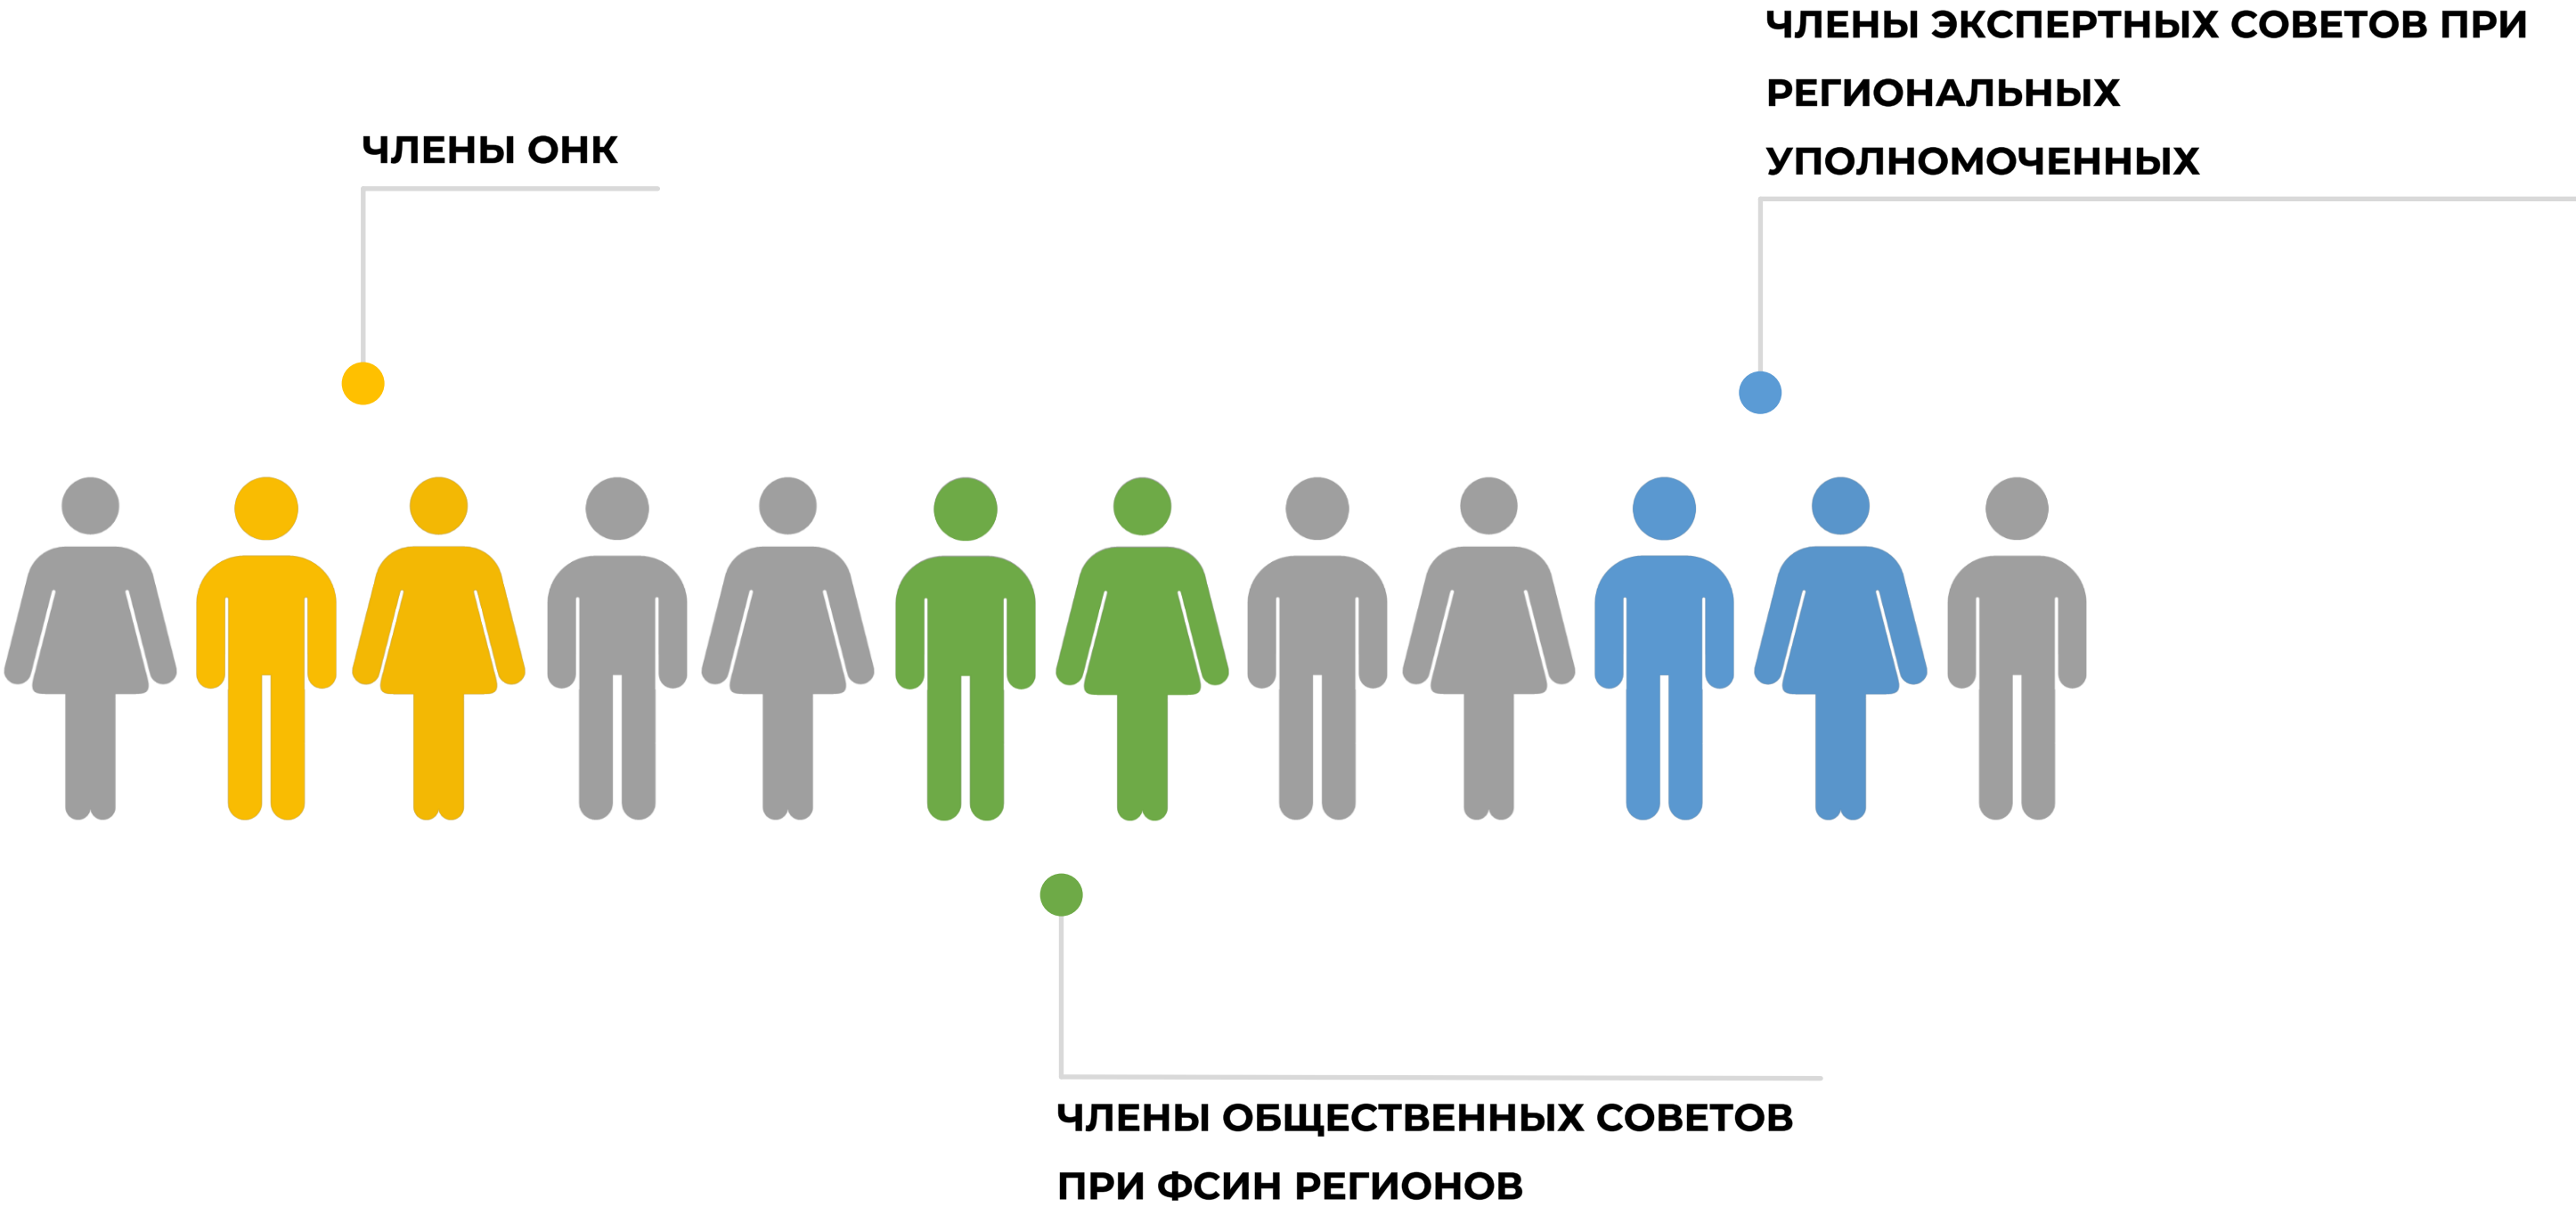 ЧЛЕНЫ ЭКСПЕРТНЫХ СОВЕТОВ ПРИ
РЕГИОНАЛЬНЫХ
УПОЛНОМОЧЕННЫХ
ЧЛЕНЫ ОНК
ЧЛЕНЫ ОБЩЕСТВЕННЫХ СОВЕТОВ
ПРИ ФСИН РЕГИОНОВ